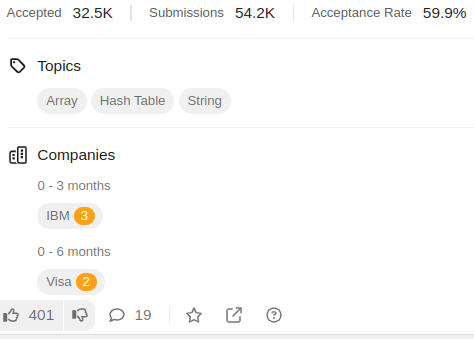 Accepted 32.5K Submissions 54.2K Acceptance Rate 59.9%
Topics
Array Hash Table String
Companies
0 - 3 months
IBM 3
0 - 6 months
Visa 2
401 19